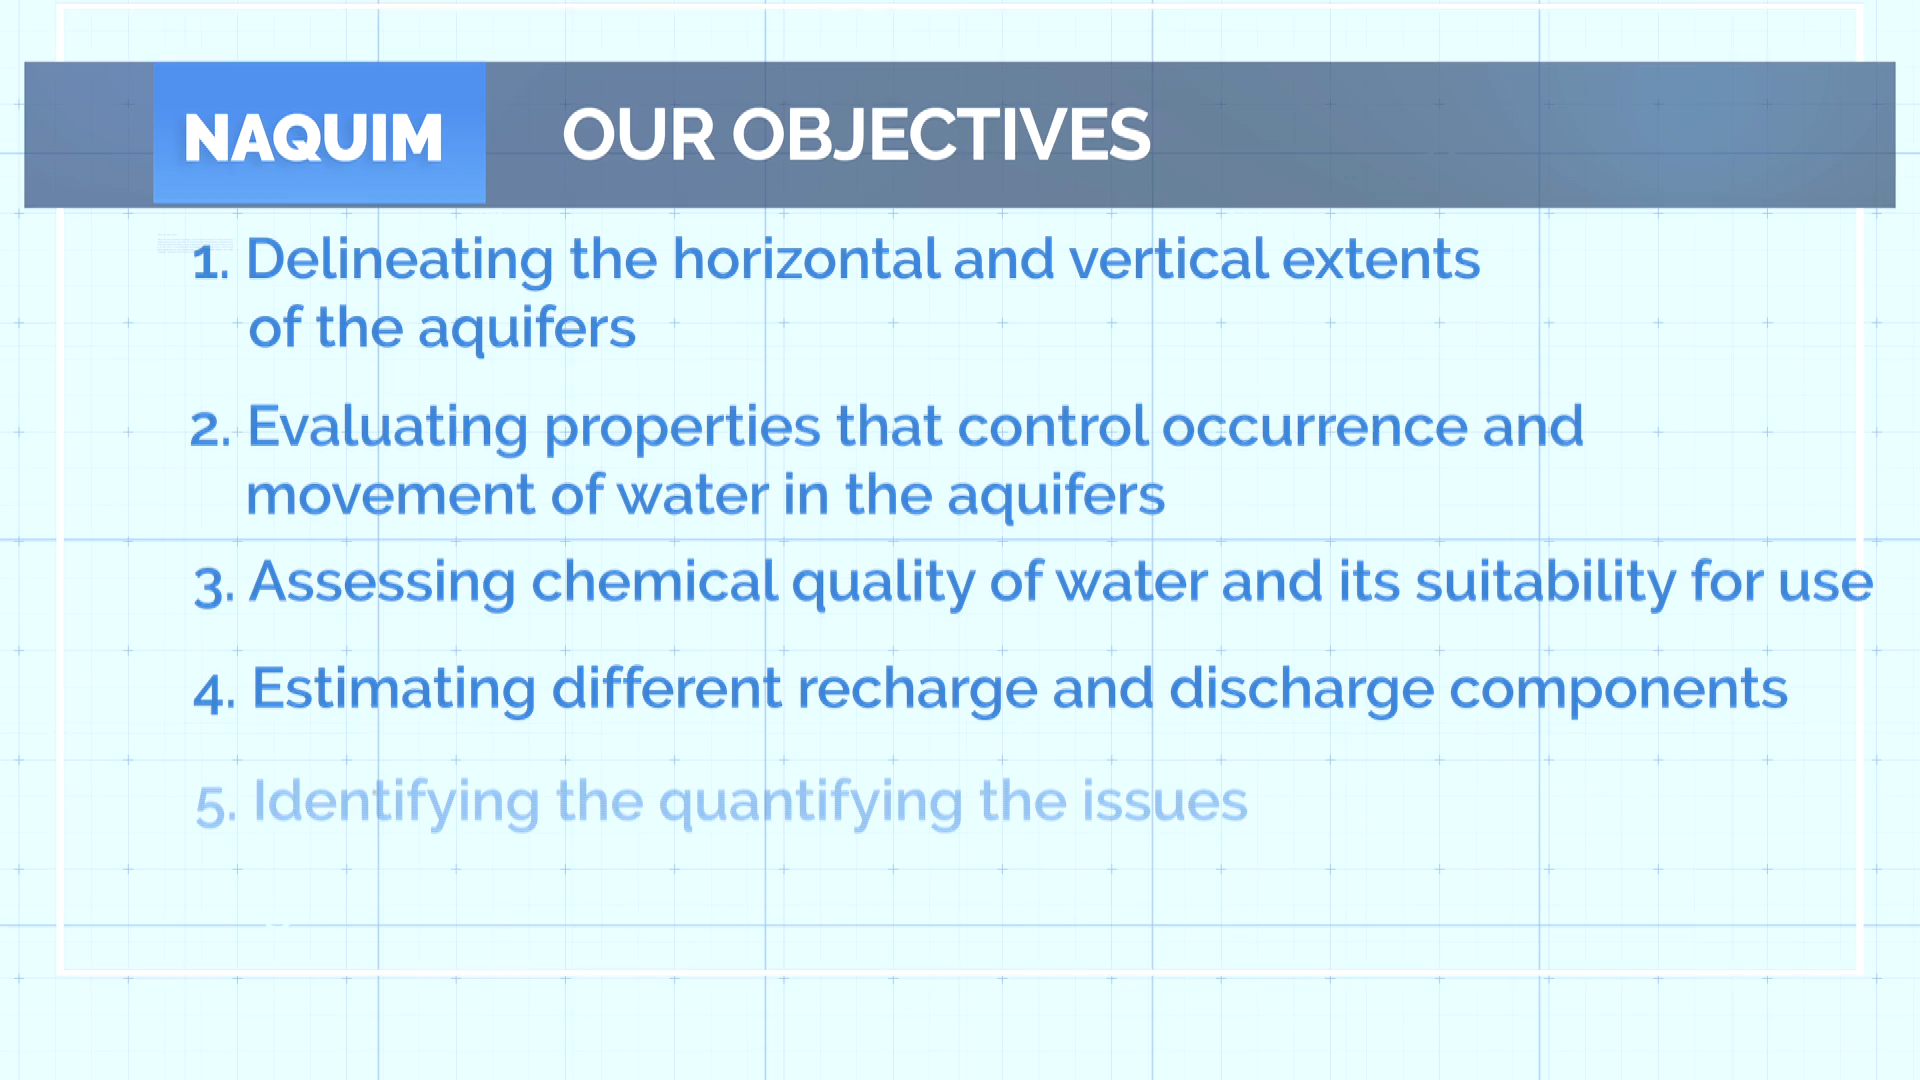 NAQUIM OUR OBJECTIVES
1. Delineating the horizontal and vertical extents
of the aquifers
2. Evaluating properties that control occurrence and
movement of water in the aquifers
3. Assessing chemical quality of water and its suitability for use
4. Estimating different recharge and discharge components
5. Identifying the quantifying the issues